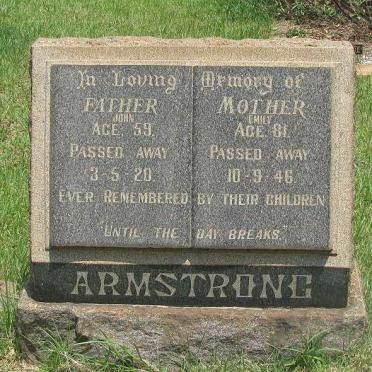 In Loving Memory of
FATHER MOTHER
JOHN EMILY
AGE 59. AGE 81.
PASSED AWAY PASSED AWAY
3-5-20 10-9-46
EVER REMEMBERED BY THEIR CHILDREN
"UNTIL THE DAY BREAKS."
ARMSTRONG